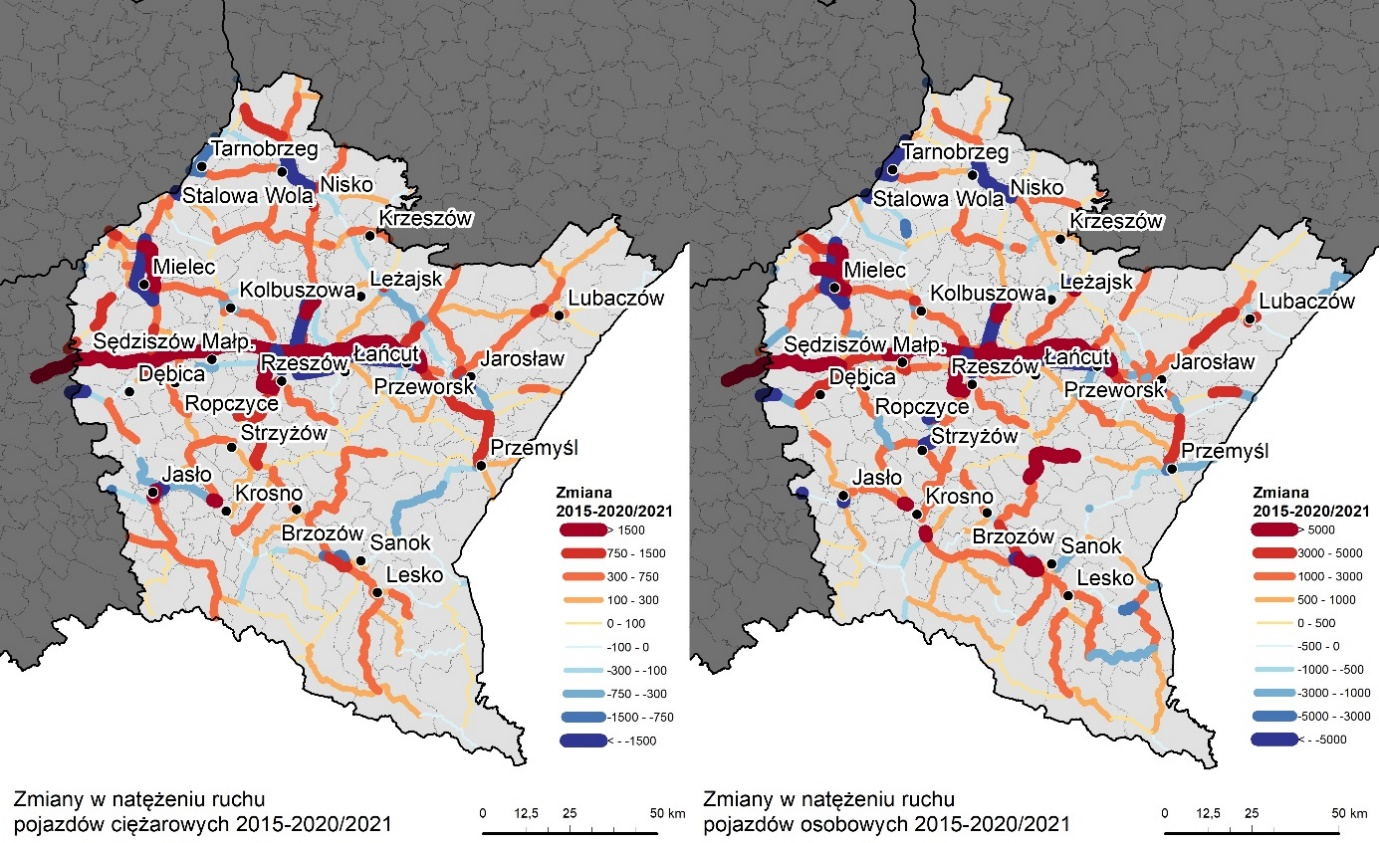 Tarnobrzeg
Stalowa Wola
Nisko
Krzeszów
Mielec
Leżajsk
Kolbuszowa
Lubaczów
Sędziszów Małp.
Łańcut
Jarosław
Rzeszów
Dębica
Przeworsk
Ropczyce
Strzyżów
Przemyśl
Jasło
Krosno
Brzozów
Sanok
Lesko
Zmiana
2015-2020/2021
> 1500
750 - 1500
300 - 750
100 - 300
0 - 100
-100 - 0
-300 - -100
-750 - -300
-1500 - -750
< - -1500
Zmiany w natężeniu ruchu
pojazdów ciężarowych 2015-2020/2021
0 12,5 25 50 km
Tarnobrzeg
Stalowa Wola
Nisko
Krzeszów
Mielec
Leżajsk
Kolbuszowa
Lubaczów
Sędziszów Małp.
Łańcut
Jarosław
Rzeszów
Dębica
Przeworsk
Ropczyce
Strzyżów
Przemyśl
Jasło
Krosno
Brzozów
Sanok
Lesko
Zmiana
2015-2020/2021
> 5000
3000 - 5000
1000 - 3000
500 - 1000
0 - 500
-500 - 0
-1000 - -500
-3000 - -1000
-5000 - -3000
< - -5000
Zmiany w natężeniu ruchu
pojazdów osobowych 2015-2020/2021
0 12,5 25 50 km